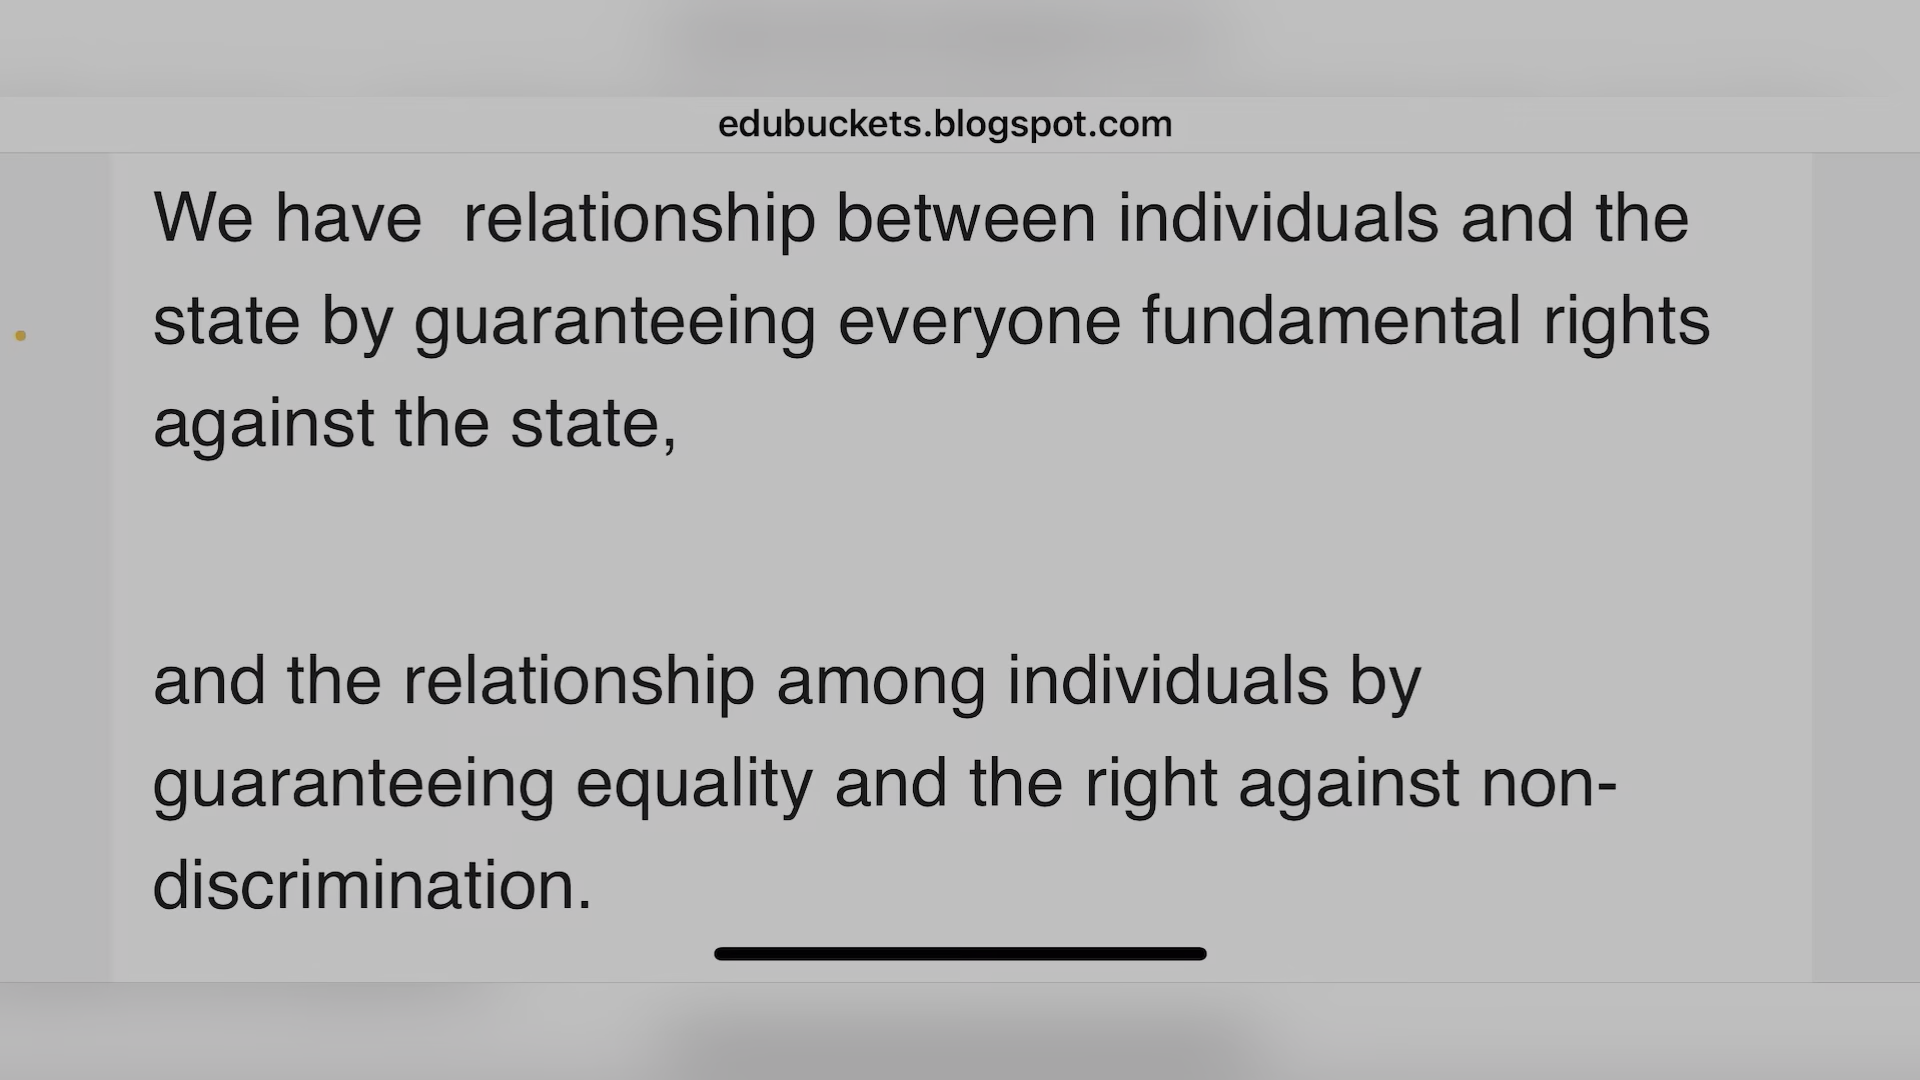 edubuckets.blogspot.com
We have  relationship between individuals and the
state by guaranteeing everyone fundamental rights
against the state,
and the relationship among individuals by
guaranteeing equality and the right against non-
discrimination.